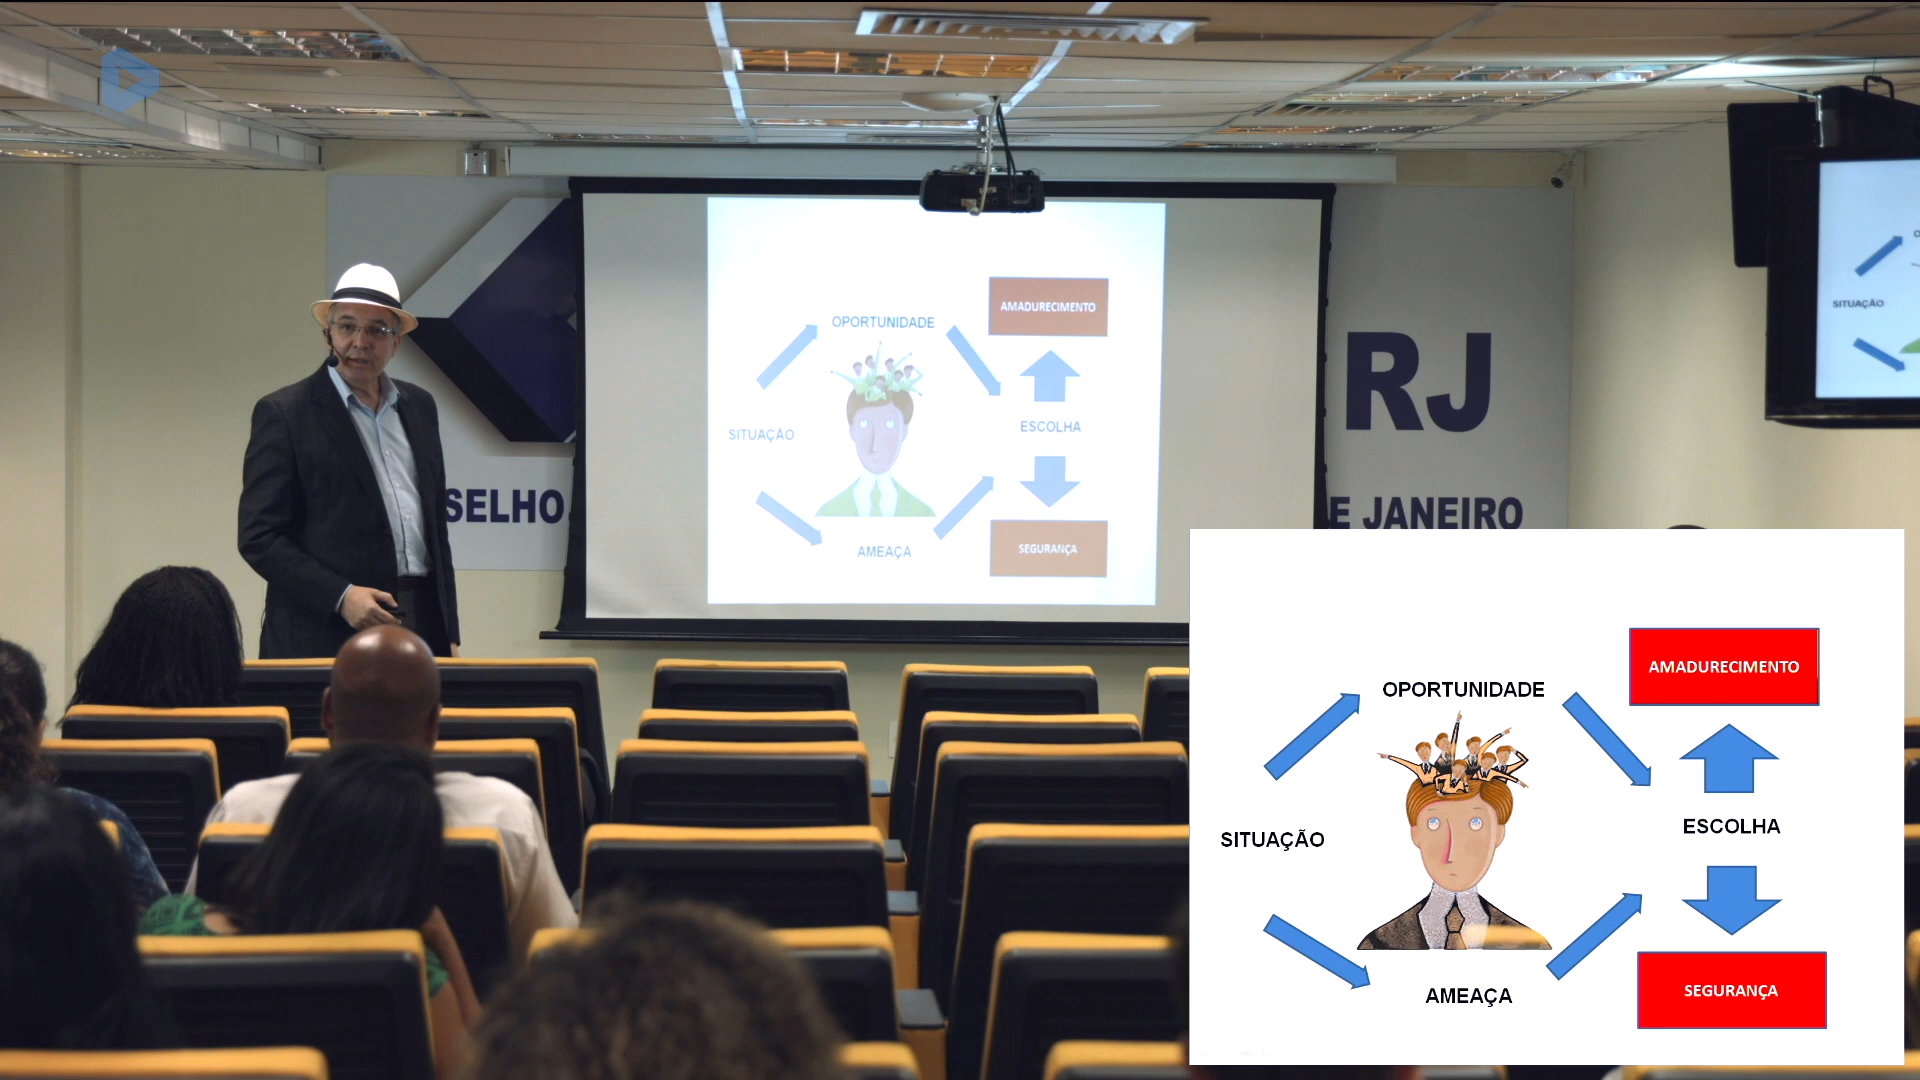 RJ
SELHO
E JANEIRO
OPORTUNIDADE
AMADURECIMENTO
SITUAÇÃO
ESCOLHA
AMEAÇA
SEGURANÇA
SITUAÇÃO
OPORTUNIDADE
AMADURECIMENTO
SITUAÇÃO
ESCOLHA
AMEAÇA
SEGURANÇA